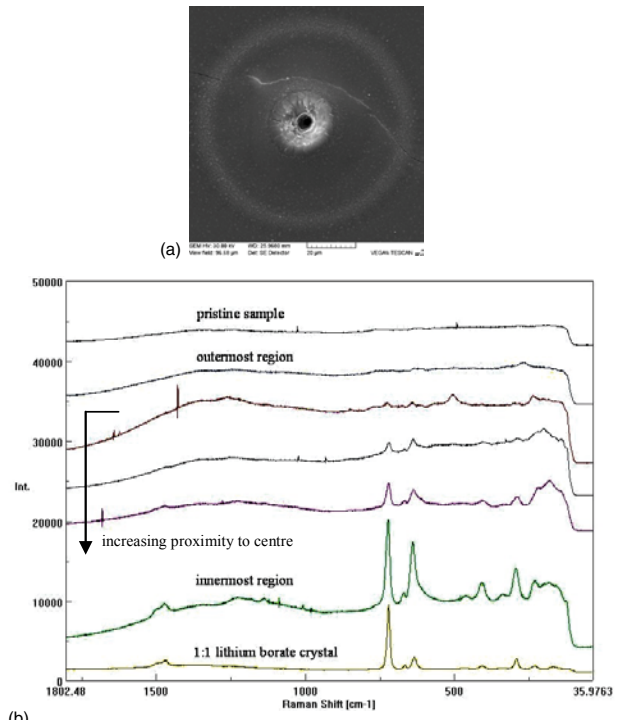 (a)
SEM HV: 30.00 kV WD: 25.9680 mm
View field: 96.10 µm Det: SE Detector 20 µm VEGA\\ TESCAN
50000
pristine sample
40000
outermost region
30000
Int.
20000
increasing proximity to centre
innermost region
10000
1:1 lithium borate crystal
0
1802.48 1500 1000 500 35.9763
Raman Shift [cm-1]
(b)